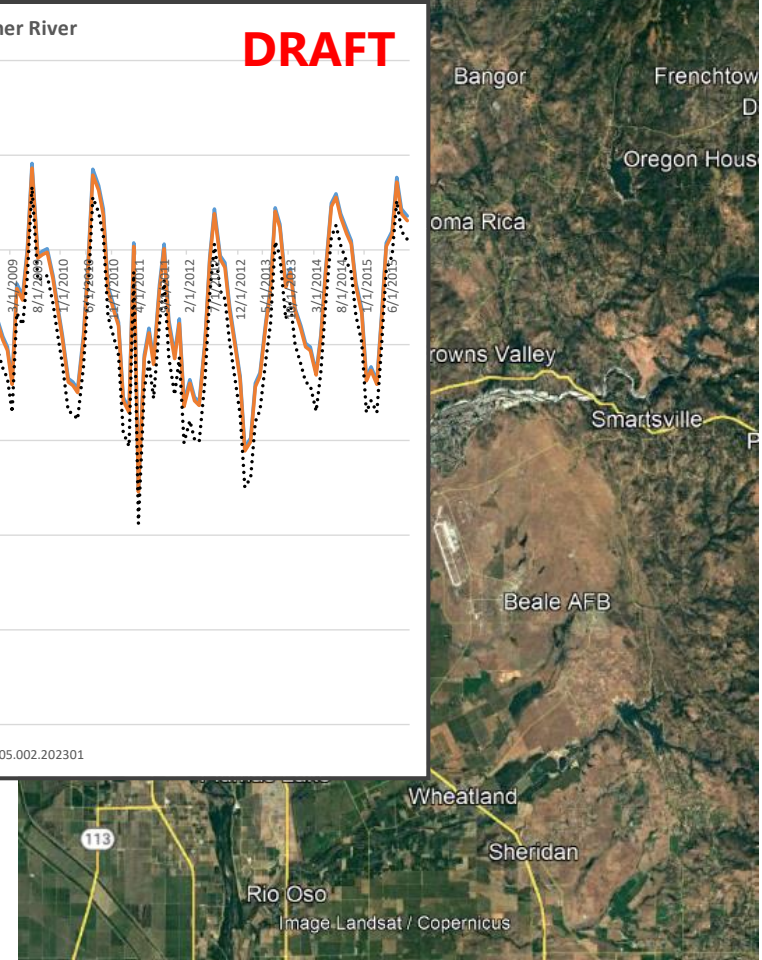 ner River
DRAFT
3/1/2009
8/1/2009
1/1/2010
6/1/2010
4/1/2011
2/1/2012
12/1/2012
5/1/2013
3/1/2014
8/1/2014
1/1/2015
6/1/2015
05.002.202301
Bangor
Frenchtow
D
Oregon House
oma Rica
rowns Valley
Smartsville
P
Beale AFB
Wheatland
113
Sheridan
Rio Oso
Image Landsat / Copernicus